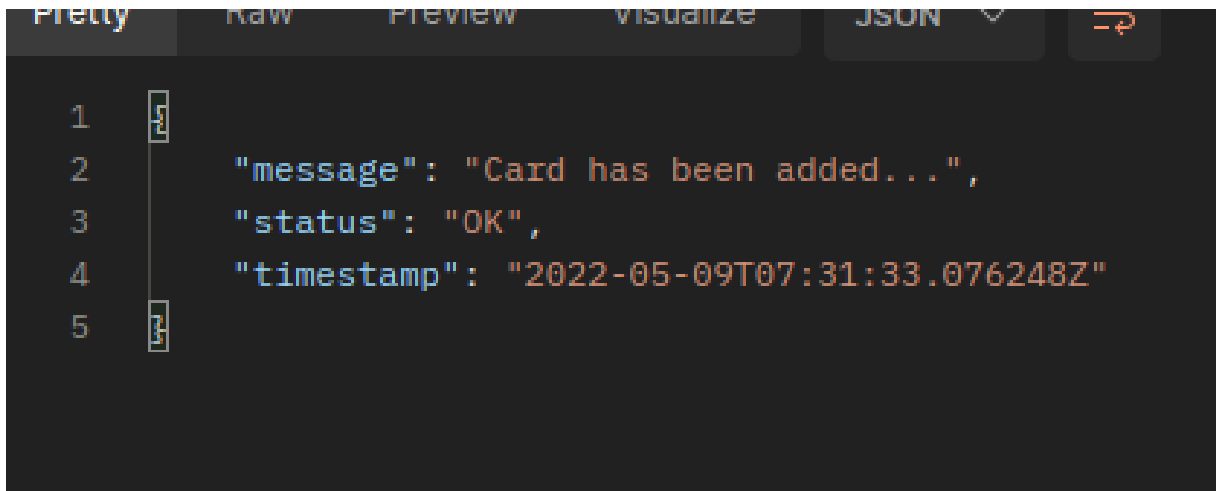 Pretty Raw Preview Visualize JSON
1 {
2 "message": "Card has been added...",
3 "status": "OK",
4 "timestamp": "2022-05-09T07:31:33.076248Z"
5 }